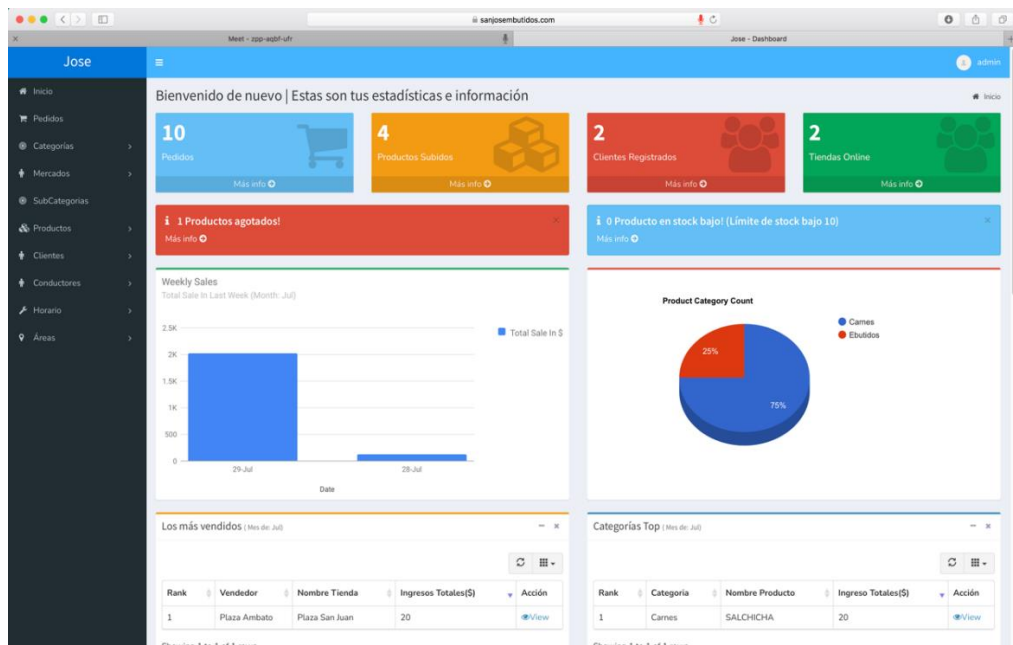 sanjosembutidos.com
Meet - zpp-aqbf-ufr
Jose - Dashboard
Jose
admin
Inicio
Pedidos
Categorías
Mercados
SubCategorias
Productos
Clientes
Conductores
Horario
Áreas
Bienvenido de nuevo | Estas son tus estadísticas e información
Inicio
10
Pedidos
Más info
4
Productos Subidos
Más info
2
Clientes Registrados
Más info
2
Tiendas Online
Más info
1 Productos agotados!
Más info
0 Producto en stock bajo! (Límite de stock bajo 10)
Más info
Weekly Sales
Total Sale In Last Week (Month: Jul)
2.5K
2K
1.5K
1K
500
0
29-Jul
28-Jul
Date
Total Sale In $
Product Category Count
25%
75%
Carnes
Ebutidos
Los más vendidos ( Mes de: Jul)
Rank Vendedor Nombre Tienda Ingresos Totales($) Acción
1 Plaza Ambato Plaza San Juan 20 View
Categorías Top ( Mes de: Jul)
Rank Categoria Nombre Producto Ingreso Totales($) Acción
1 Carnes SALCHICHA 20 View